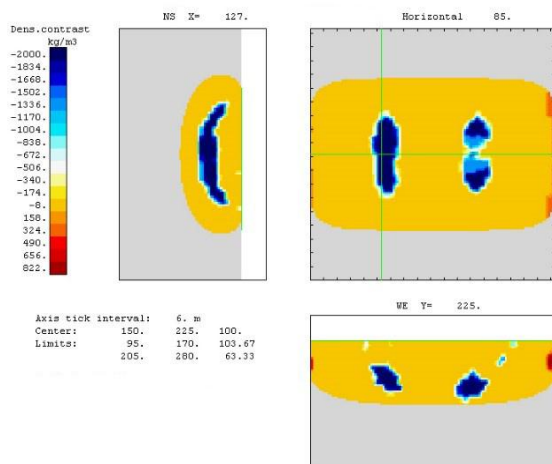 NS X= 127.
Horizontal 85.
Dens.contrast
kg/m3
-2000.
-1834.
-1668.
-1502.
-1336.
-1170.
-1004.
-838.
-672.
-506.
-340.
-174.
-8.
158.
324.
490.
656.
822.
WE Y= 225.
Axis tick interval: 6. m
Center: 150. 225. 100.
Limits: 95. 170. 103.67
205. 280. 63.33